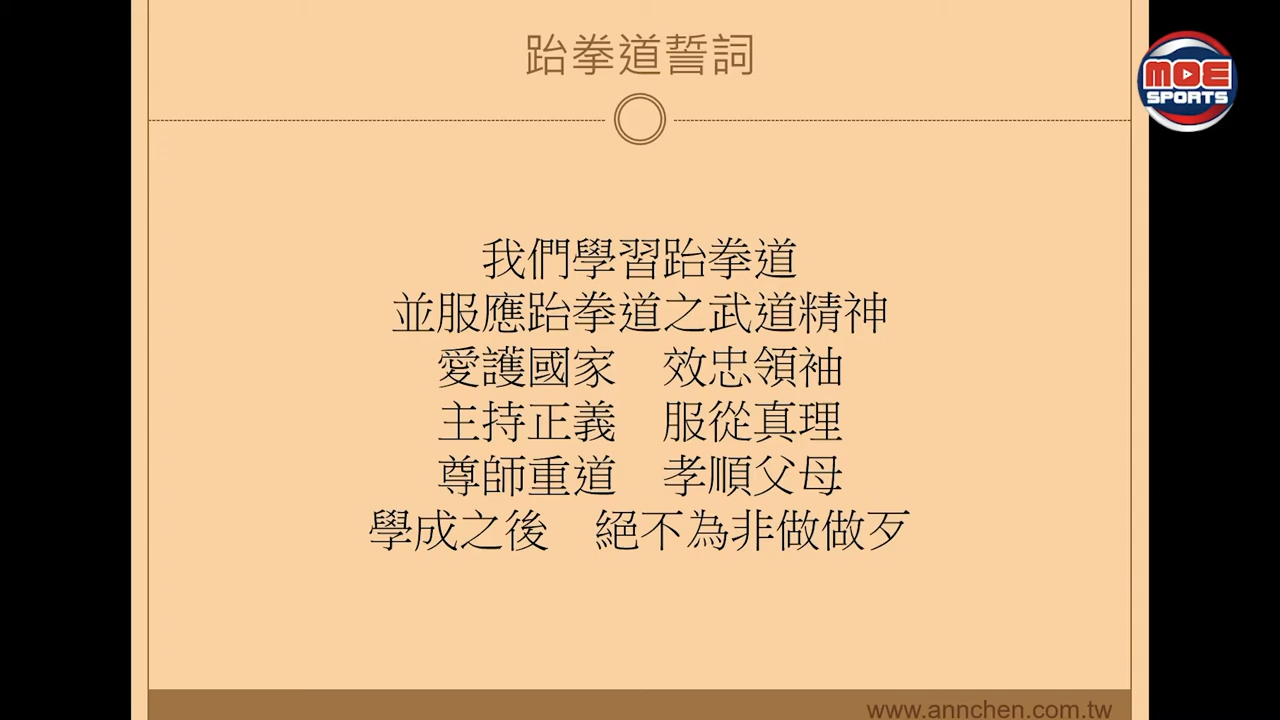 跆拳道誓詞
MOE
SPORTS
我們學習跆拳道
並服應跆拳道之武道精神
愛護國家　效忠領袖
主持正義　服從真理
尊師重道　孝順父母
學成之後　絕不為非做做歹
www.annchen.com.tw